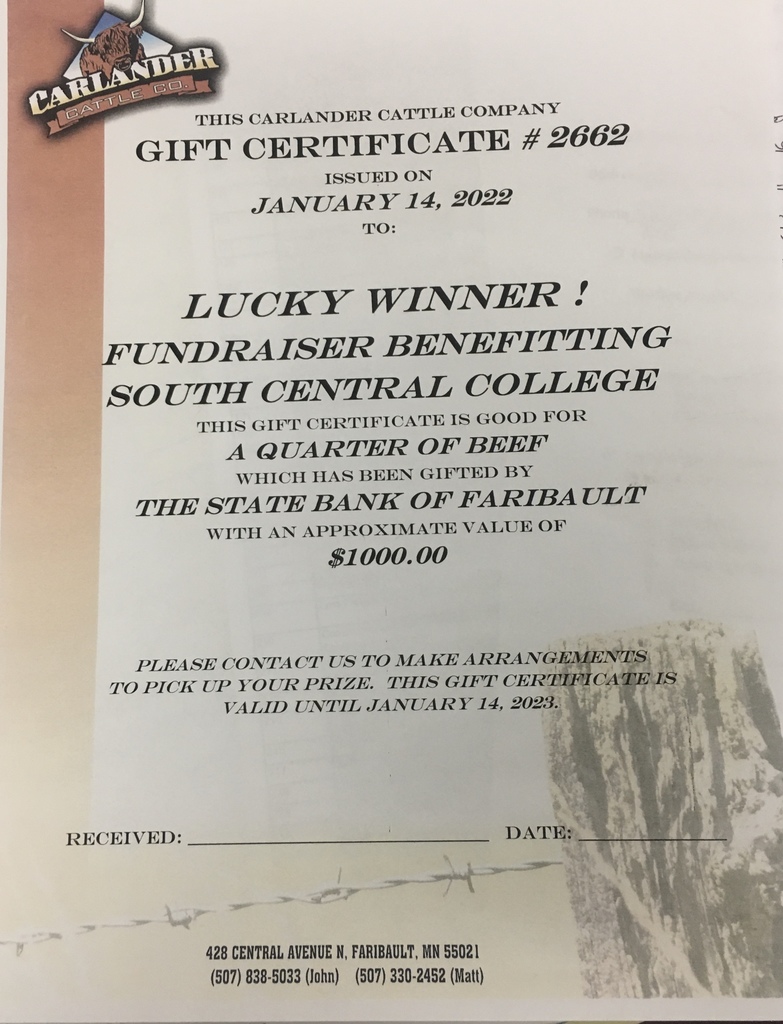 CARLANDER
CATTLE CO.
THIS CARLANDER CATTLE COMPANY
GIFT CERTIFICATE # 2662
ISSUED ON
JANUARY 14, 2022
TO:
LUCKY WINNER !
FUNDRAISER BENEFITTING
SOUTH CENTRAL COLLEGE
THIS GIFT CERTIFICATE IS GOOD FOR
A QUARTER OF BEEF
WHICH HAS BEEN GIFTED BY
THE STATE BANK OF FARIBAULT
WITH AN APPROXIMATE VALUE OF
$1000.00
PLEASE CONTACT US TO MAKE ARRANGEMENTS
TO PICK UP YOUR PRIZE. THIS GIFT CERTIFICATE IS
VALID UNTIL JANUARY 14, 2023.
RECEIVED: DATE:
428 CENTRAL AVENUE N, FARIBAULT, MN 55021
(507) 838-5033 (John) (507) 330-2452 (Matt)